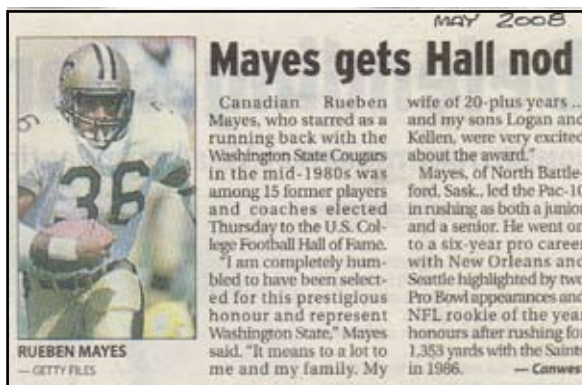 MAY 2008
Mayes gets Hall nod
Canadian Rueben
Mayes, who starred as a
running back with the
Washington State Cougars
in the mid-1980s was
among 15 former players
and coaches elected
Thursday to the U.S. Col-
lege Football Hall of Fame.
"I am completely hum-
bled to have been select-
ed for this prestigious
honour and represent
Washington State," Mayes
said. "It means to a lot to
me and my family. My
wife of 20-plus years ...
and my sons Logan and
Kellen, were very excited
about the award."
Mayes, of North Battle-
ford, Sask., led the Pac-10
in rushing as both a junior
and a senior. He went on
to a six-year pro career
with New Orleans and
Seattle highlighted by two
Pro Bowl appearances and
NFL rookie of the year
honours after rushing for
1,353 yards with the Saints
in 1986. — Canwest
36
RUEBEN MAYES
— GETTY FILES